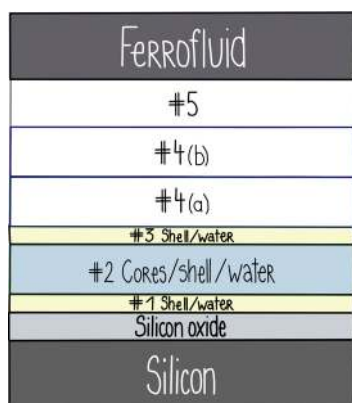 Ferrofluid
#5
#4(b)
#4(a)
#3 Shell/water
#2 Cores/shell/water
#1 Shell/water
Silicon oxide
Silicon